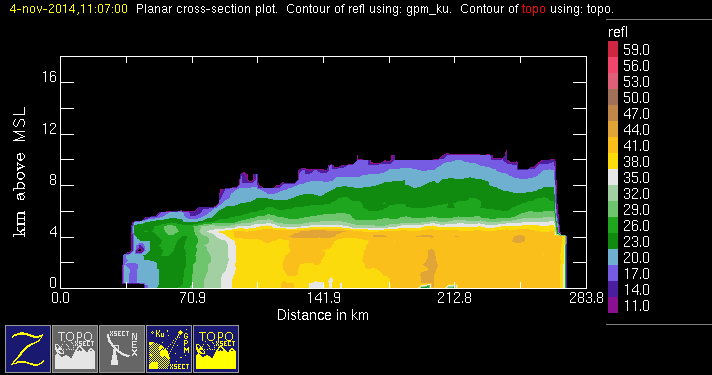 4-nov-2014,11:07:00 Planar cross-section plot. Contour of refl using: gpm_ku. Contour of topo using: topo.
refl
59.0
56.0
53.0
50.0
47.0
44.0
41.0
38.0
35.0
32.0
29.0
26.0
23.0
20.0
17.0
14.0
11.0
km above MSL
16
12
8
4
0
0.0 70.9 141.9 212.8 283.8
Distance in km
Z
TOPO
XSECT
XSECT
NEX
Ku
GPM
XSECT
TOPO
XSECT